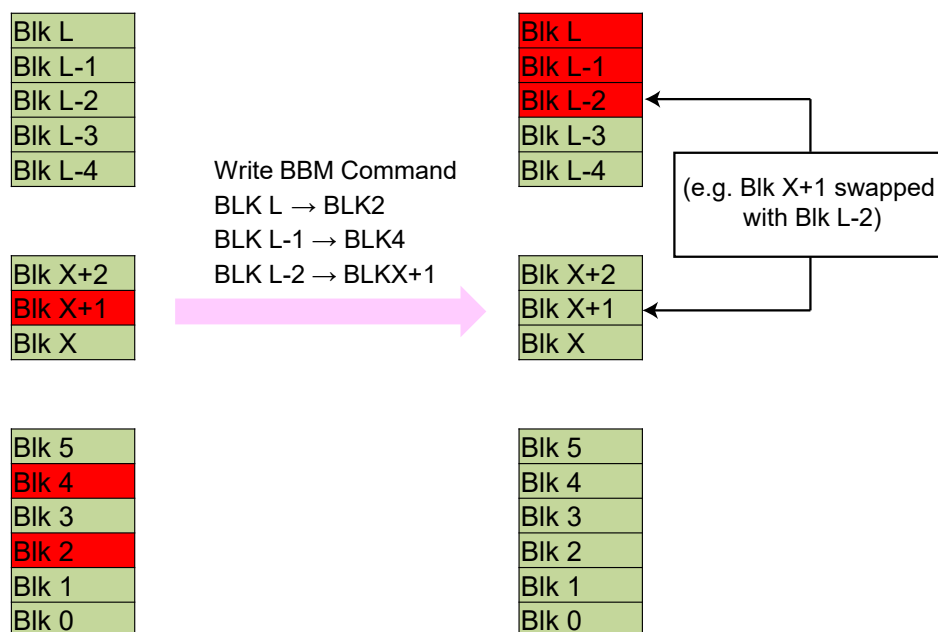 Blk L
Blk L-1
Blk L-2
Blk L-3
Blk L-4
Blk X+2
Blk X+1
Blk X
Blk 5
Blk 4
Blk 3
Blk 2
Blk 1
Blk 0
Write BBM Command
BLK L → BLK2
BLK L-1 → BLK4
BLK L-2 → BLKX+1
Blk L
Blk L-1
Blk L-2
Blk L-3
Blk L-4
Blk X+2
Blk X+1
Blk X
Blk 5
Blk 4
Blk 3
Blk 2
Blk 1
Blk 0
(e.g. Blk X+1 swapped
with Blk L-2)